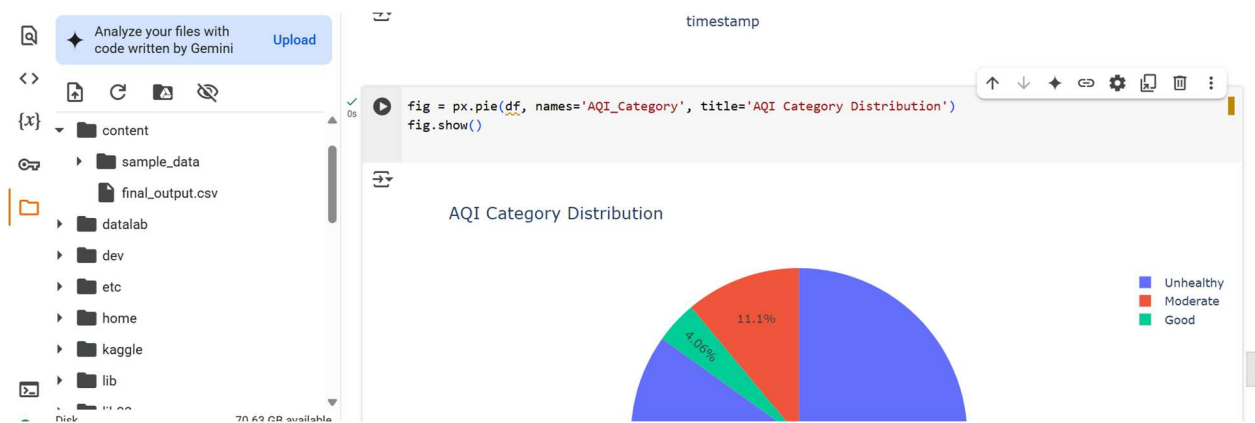 timestamp
Analyze your files with
code written by Gemini
Upload
{x}
content
sample_data
final_output.csv
datalab
dev
etc
home
kaggle
lib
Disk
70.63 GB available
0s
fig = px.pie(df, names='AQI_Category', title='AQI Category Distribution')
fig.show()
AQI Category Distribution
11.1%
4.06%
Unhealthy
Moderate
Good